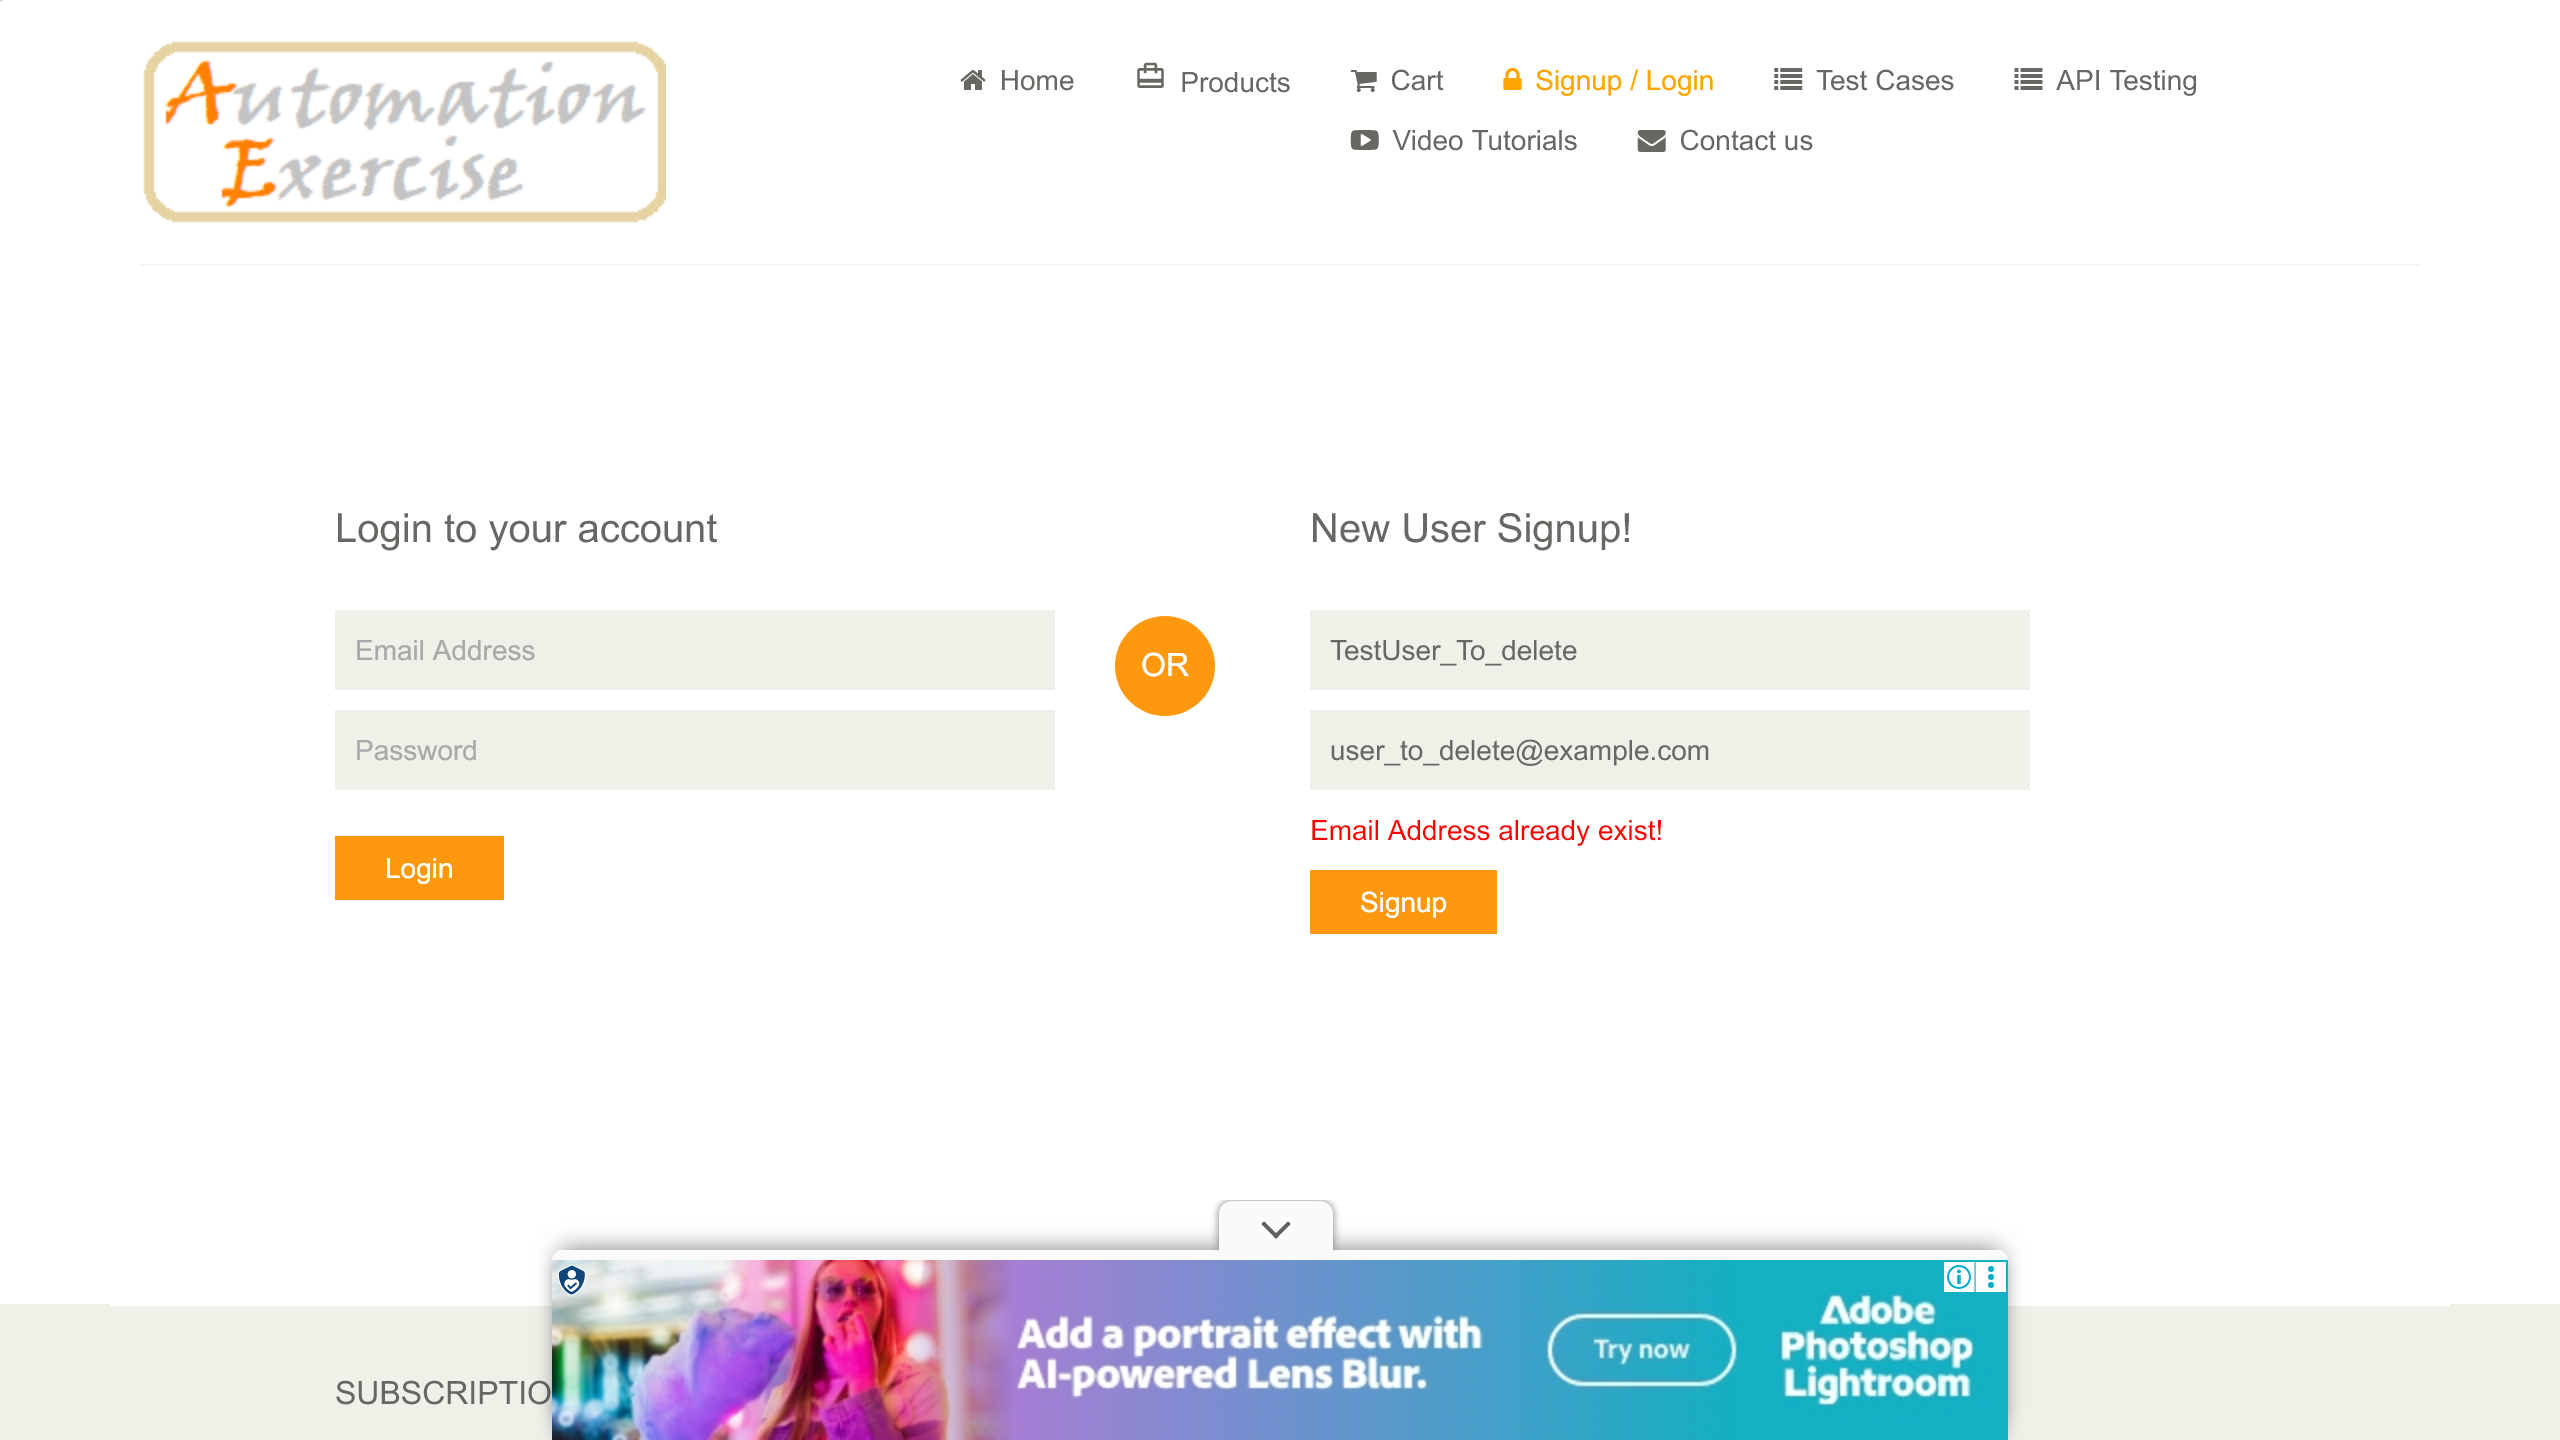 Automation
Exercise
Home
Products
Cart
Signup / Login
Test Cases
API Testing
Video Tutorials
Contact us
Login to your account
Email Address
Password
Login
OR
New User Signup!
TestUser_To_delete
user_to_delete@example.com
Email Address already exist!
Signup
SUBSCRIPTIO
Add a portrait effect with
AI-powered Lens Blur.
Try now
Adobe
Photoshop
Lightroom